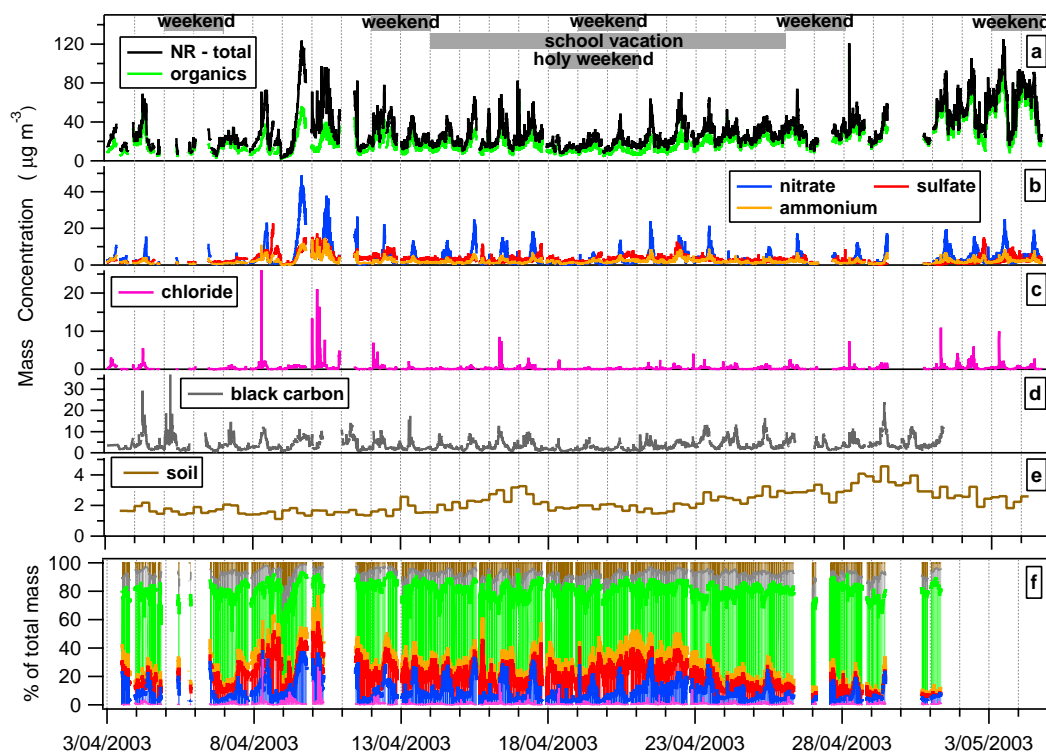 weekend weekend weekend weekend weekend
school vacation
holy weekend
120
80
40
0
NR - total
organics
a
40
20
0
nitrate sulfate
ammonium
b
20
10
0
chloride
c
30
20
10
0
black carbon
d
4
2
0
soil
e
100
80
60
40
20
0
f
Mass Concentration ( µg m-3 )
% of total mass
3/04/2003 8/04/2003 13/04/2003 18/04/2003 23/04/2003 28/04/2003 3/05/2003